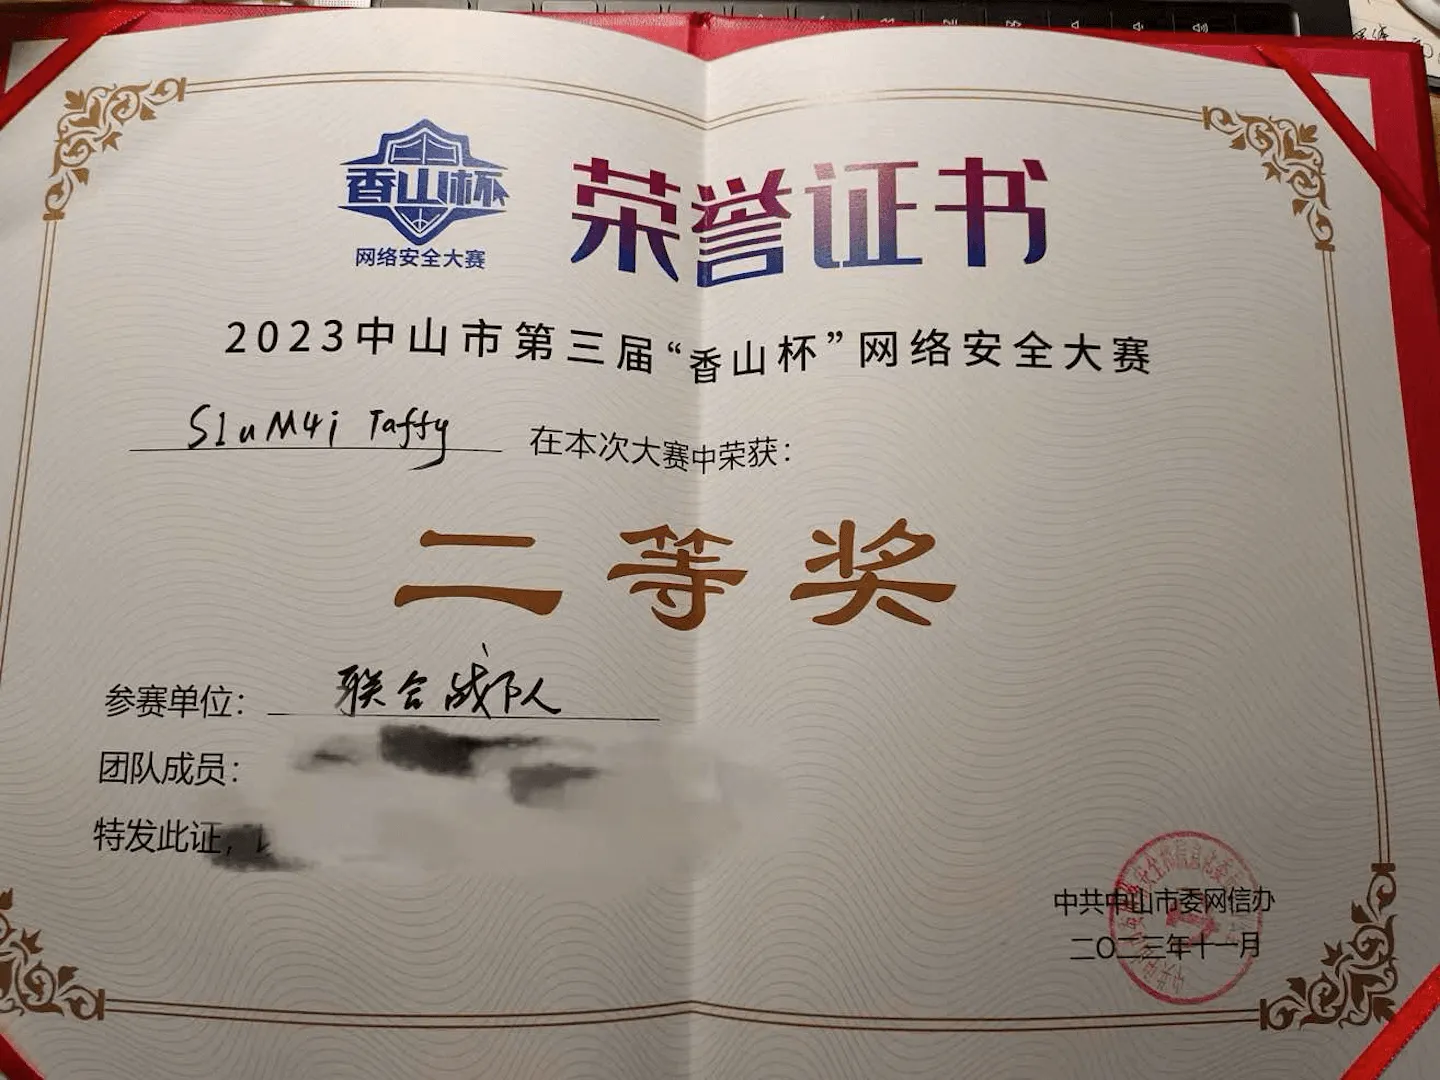 香山杯
网络安全大赛
荣誉证书
2023中山市第三届“香山杯”网络安全大赛
S1uM4i Taffy 在本次大赛中荣获：
二等奖
参赛单位： 联合战队
团队成员：
特发此证，
中共中山市委网信办
二〇二三年十一月